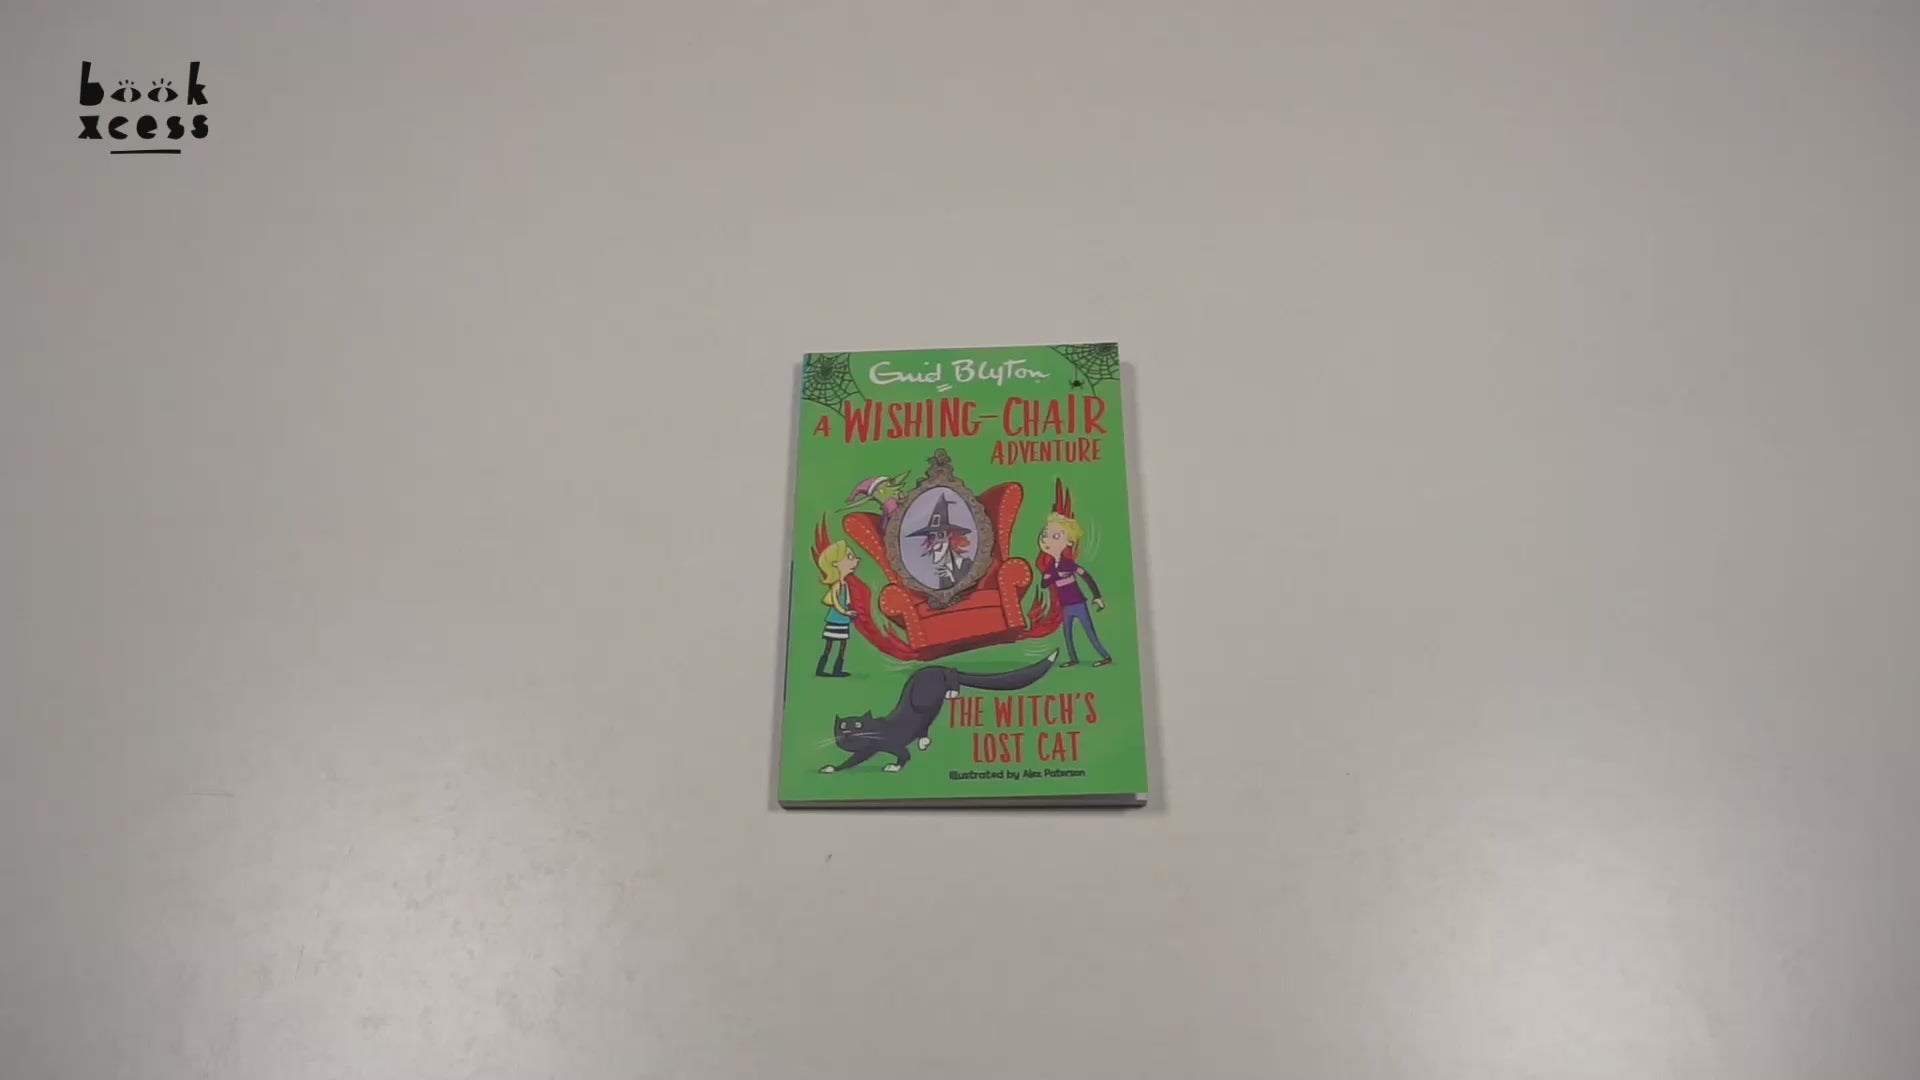 book
xcess
Enid Blyton
A WISHING-CHAIR
ADVENTURE
THE WITCH'S
LOST CAT
Illustrated by Alex Paterson